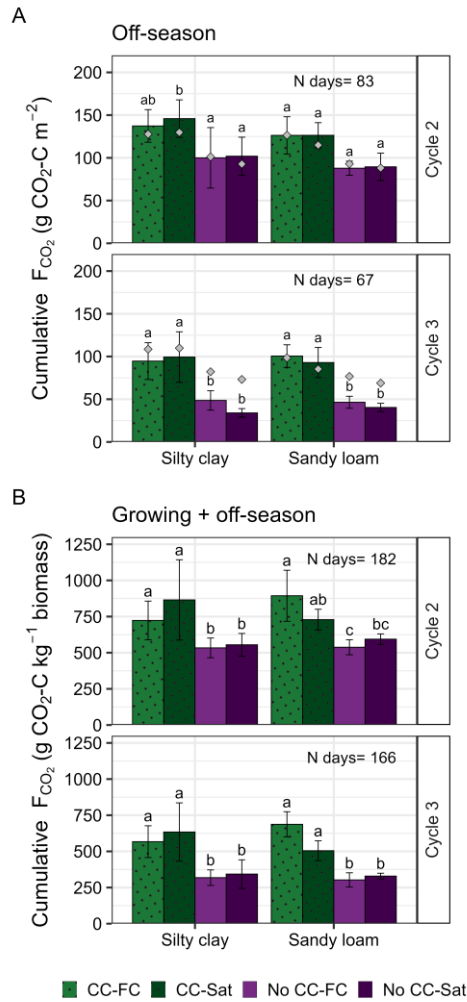 A
Off-season
Cumulative F_CO₂ (g CO₂-C m⁻²)
N days= 83
200
150
100
50
0
ab b a a a a a a
Cycle 2
N days= 67
200
150
100
50
0
a a b b a a b b
Cycle 3
Silty clay Sandy loam
B
Growing + off-season
Cumulative F_CO₂ (g CO₂-C kg⁻¹ biomass)
N days= 182
1250
1000
750
500
250
0
a a b b a ab c bc
Cycle 2
N days= 166
1250
1000
750
500
250
0
a a b b a a b b
Cycle 3
Silty clay Sandy loam
CC-FC CC-Sat No CC-FC No CC-Sat